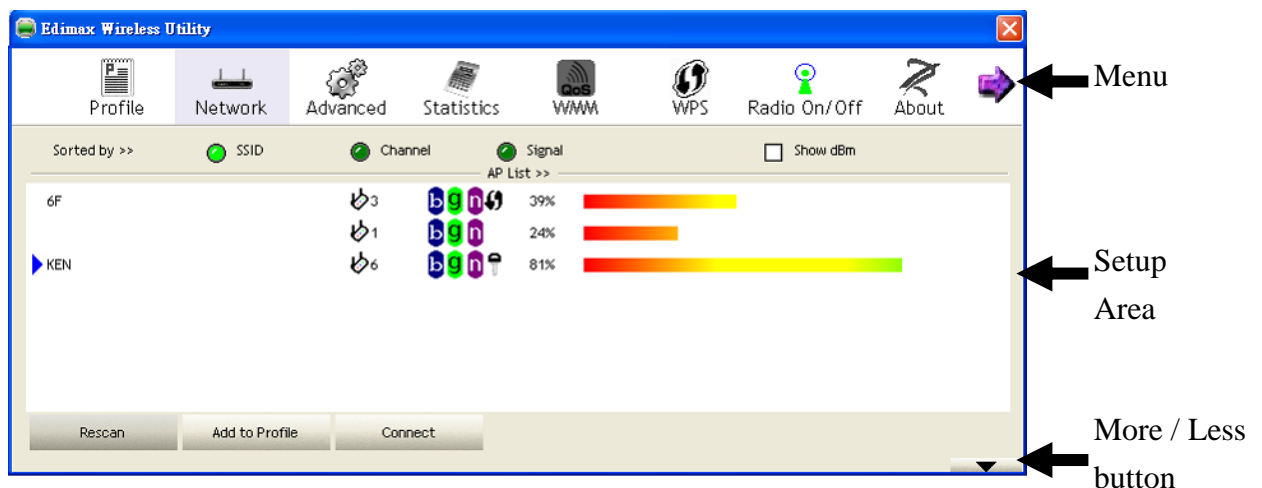 Edimax Wireless Utility
Profile Network Advanced Statistics QoS WMM WPS Radio On/Off About
Menu
Sorted by >> SSID Channel Signal Show dBm
AP List >>
6F 3 b g n 39%
1 b g n 24%
KEN 6 b g n 81%
Setup
Area
Rescan Add to Profile Connect
More / Less
button